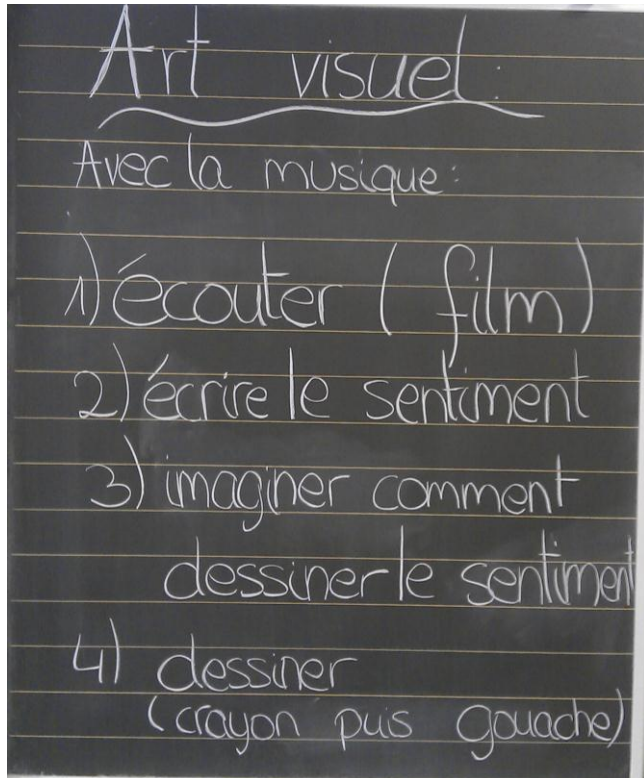 Art visuel:
Avec la musique:
1) écouter (film)
2) écrire le sentiment
3) imaginer comment
dessiner le sentiment
4) dessiner
(crayon puis gouache)